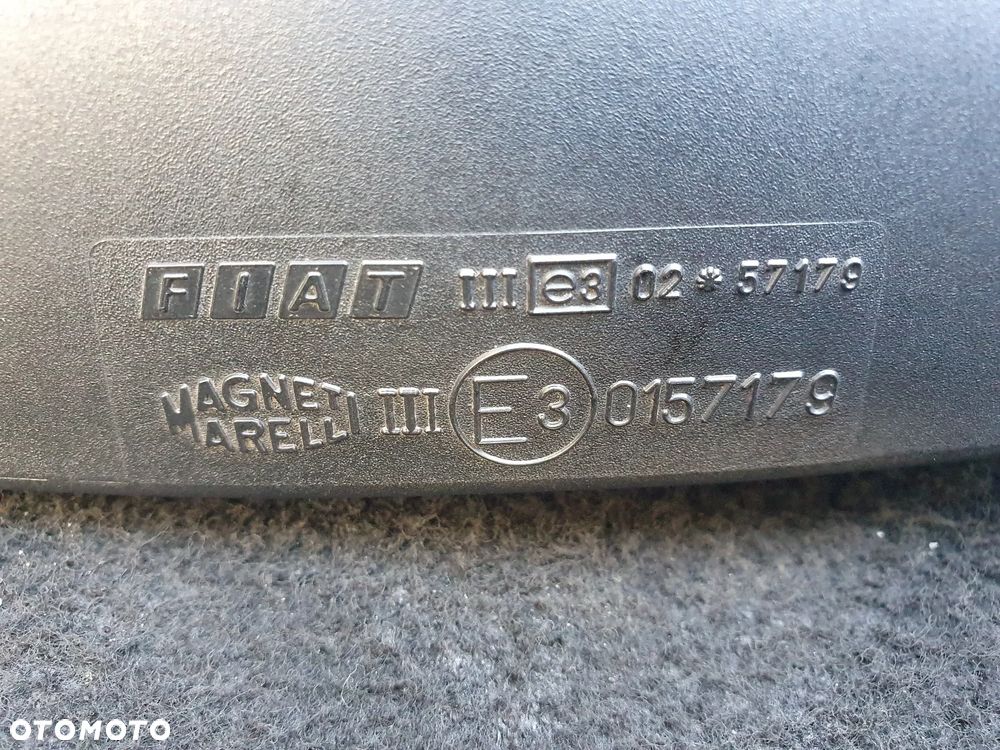 FIAT III e3 02*57179
MAGNETI MARELLI III E3 0157179
OTOMOTO